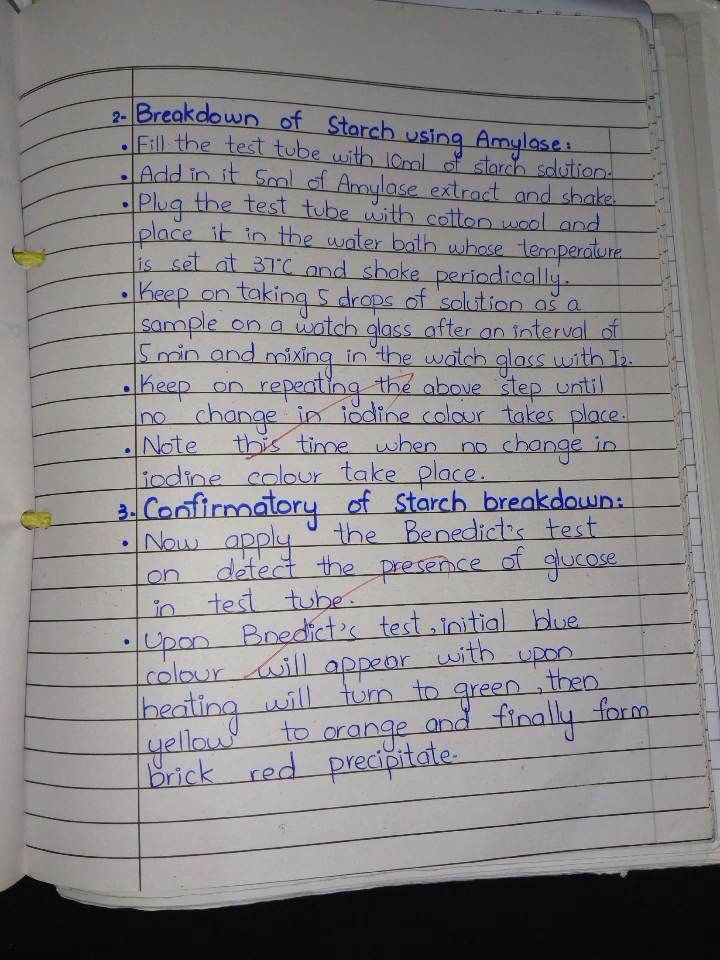 2- Breakdown of Starch using Amylase:
• Fill the test tube with 10ml of starch solution.
• Add in it 5ml of Amylase extract and shake.
• Plug the test tube with cotton wool and
place it in the water bath whose temperature
is set at 37°C and shake periodically.
• Keep on taking 5 drops of solution as a
sample on a watch glass after an interval of
5 min and mixing in the watch glass with I2.
• Keep on repeating the above step until
no change in iodine colour takes place.
• Note this time when no change in
iodine colour take place.
3. Confirmatory of Starch breakdown:
• Now apply the Benedict's test
on detect the presence of glucose
in test tube.
• Upon Bnedict's test, initial blue
colour will appear with upon
heating will turn to green, then
yellow to orange and finally form
brick red precipitate.